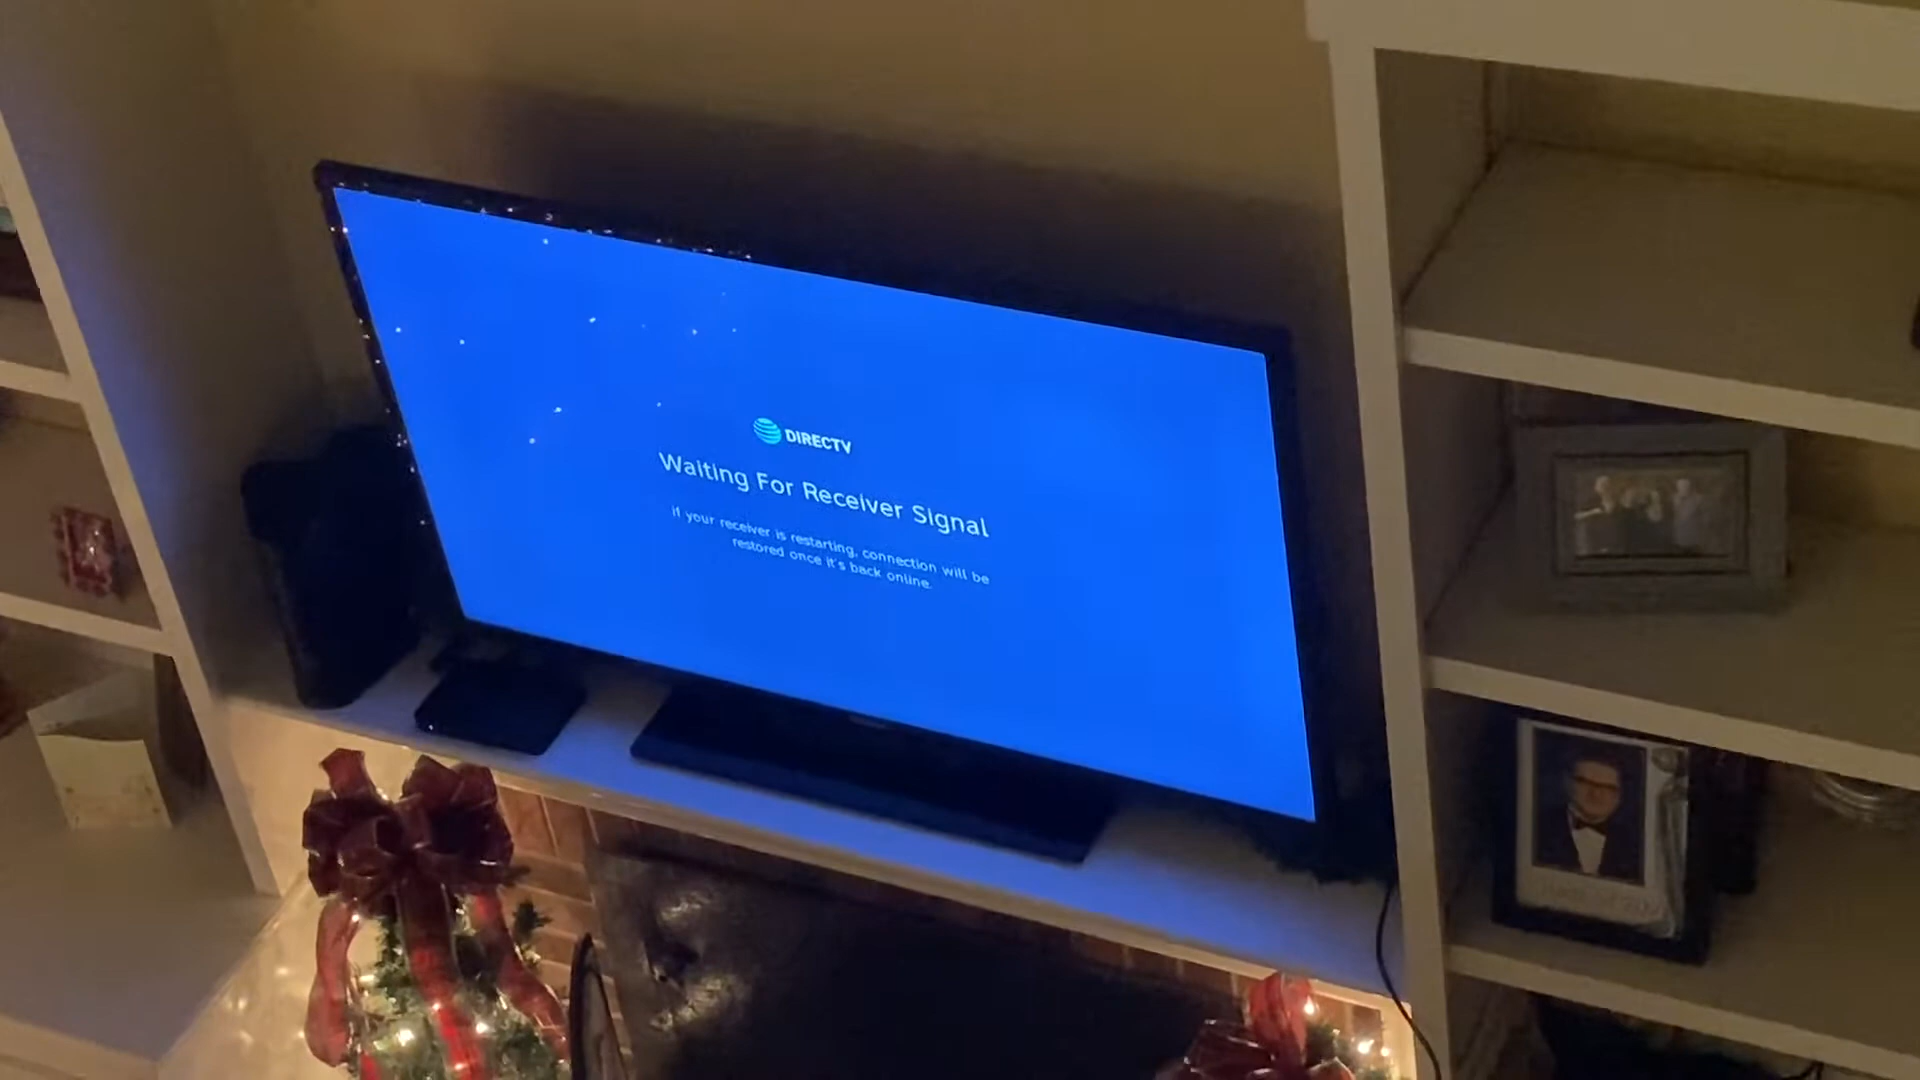 DIRECTV
Waiting For Receiver Signal
If your receiver is restarting, connection will be
restored once it's back online.